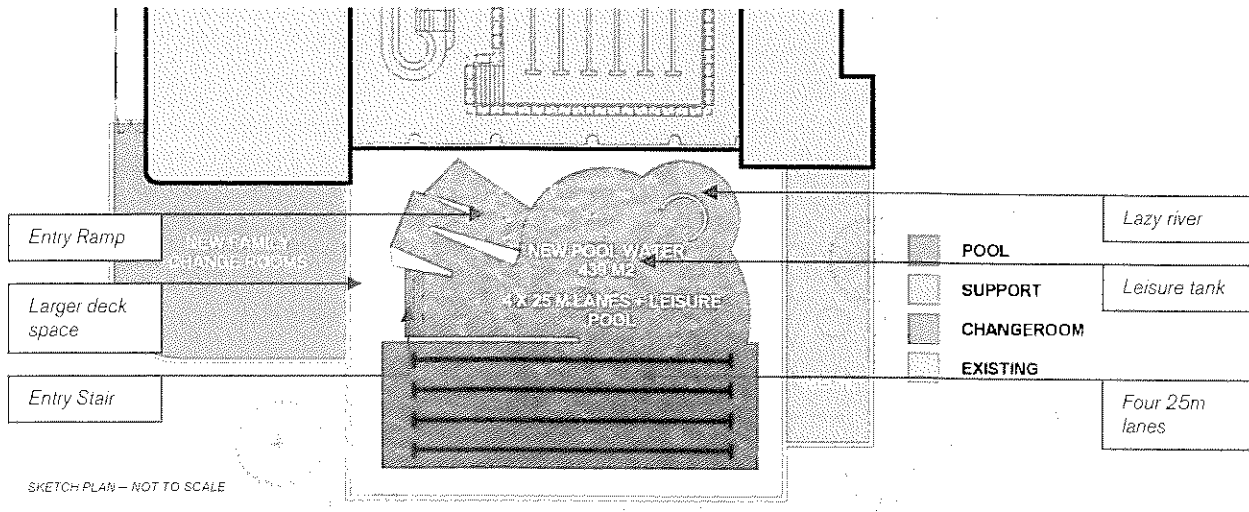 Entry Ramp
Larger deck
space
Entry Stair
NEW FAMILY
CHANGE ROOMS
NEW POOL WATER
430 M2
4 X 25 M LANES + LEISURE
POOL
POOL
SUPPORT
CHANGEROOM
EXISTING
Lazy river
Leisure tank
Four 25m
lanes
SKETCH PLAN – NOT TO SCALE